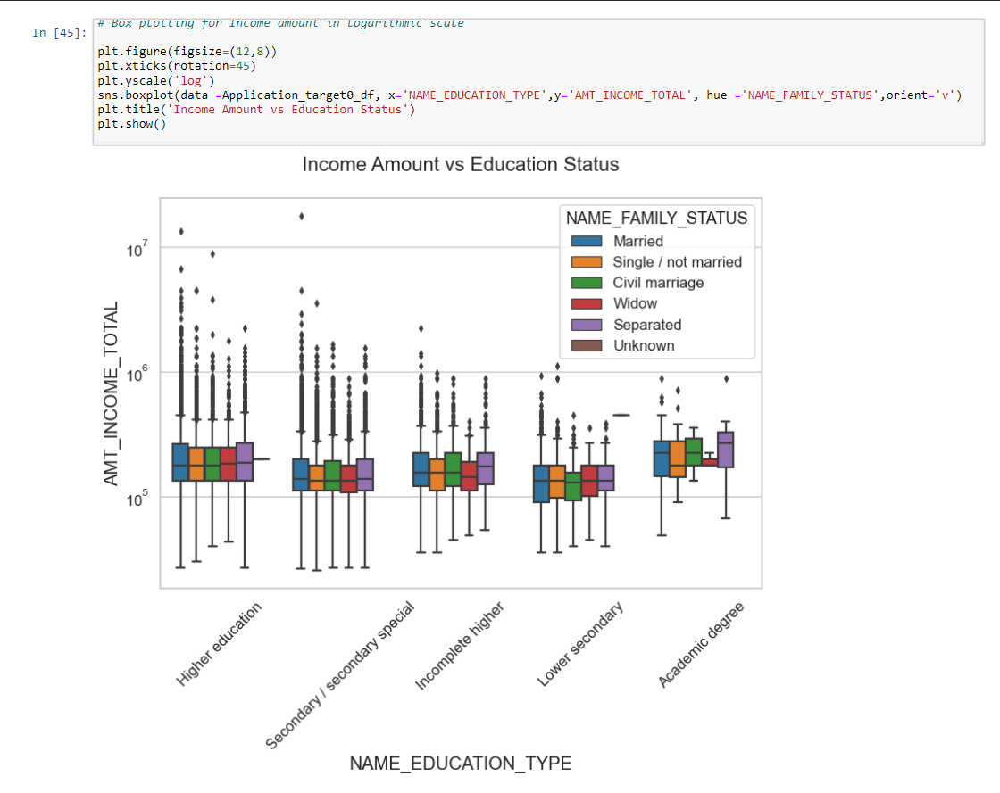 # Box plotting for Income amount in logarithmic scale
In [45]:
plt.figure(figsize=(12,8))
plt.xticks(rotation=45)
plt.yscale('log')
sns.boxplot(data =Application_target0_df, x='NAME_EDUCATION_TYPE',y='AMT_INCOME_TOTAL', hue ='NAME_FAMILY_STATUS',orient='v')
plt.title('Income Amount vs Education Status')
plt.show()
Income Amount vs Education Status
NAME_FAMILY_STATUS
Married
Single / not married
Civil marriage
Widow
Separated
Unknown
10^7
10^6
10^5
AMT_INCOME_TOTAL
Higher education
Secondary / secondary special
Incomplete higher
Lower secondary
Academic degree
NAME_EDUCATION_TYPE